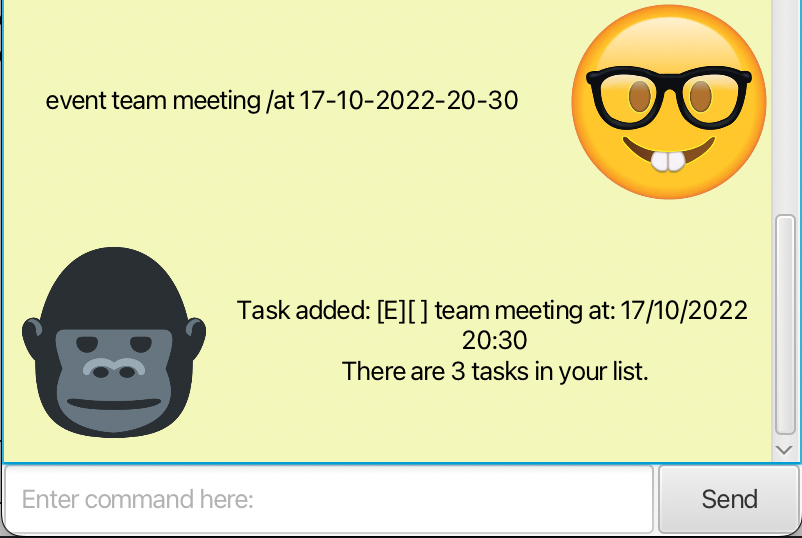 event team meeting /at 17-10-2022-20-30
Task added: [E][ ] team meeting at: 17/10/2022
20:30
There are 3 tasks in your list.
Enter command here:
Send